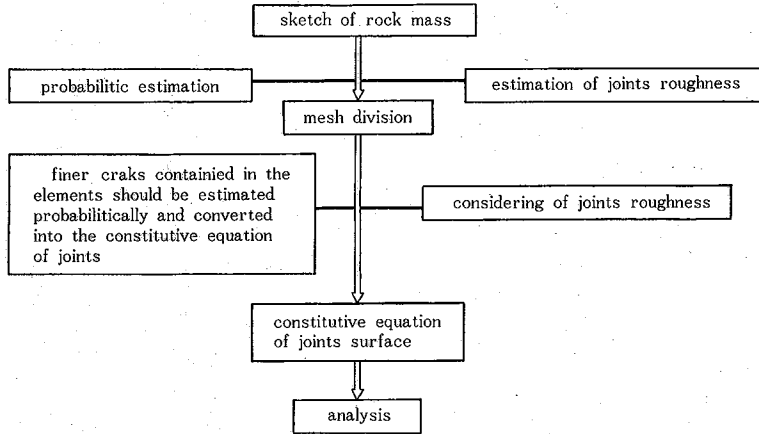 sketch of rock mass
probabilitic estimation
estimation of joints roughness
mesh division
finer craks containied in the
elements should be estimated
probabilitically and converted
into the constitutive equation
of joints
considering of joints roughness
constitutive equation
of joints surface
analysis